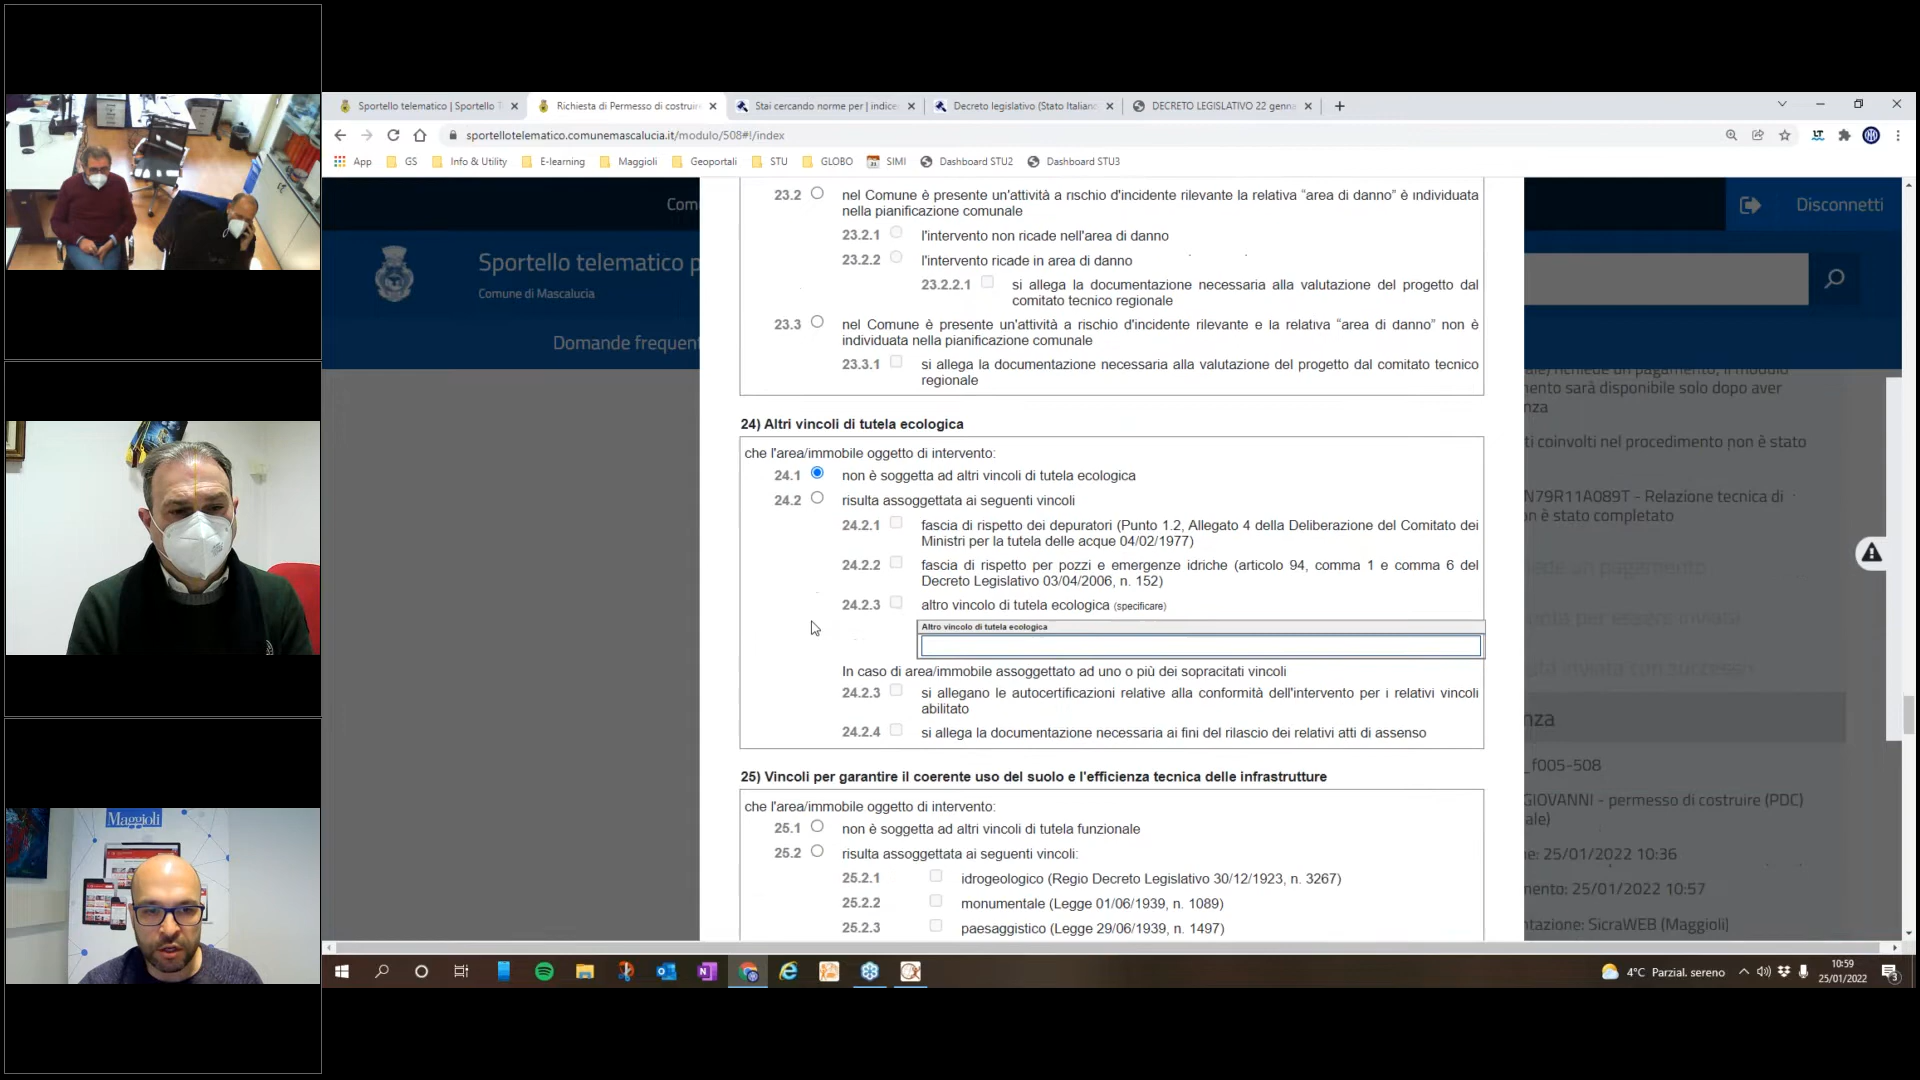 Sportello telematico | Sportello T
Richiesta di Permesso di costruir
Stai cercando norme per | indice
Decreto legislativo (Stato Italiano
DECRETO LEGISLATIVO 22 genna
sportellotelematico.comunemascalucia.it/modulo/508#!/index
App GS Info & Utility E-learning Maggioli Geoportali STU GLOBO SIMI Dashboard STU2 Dashboard STU3
Com
Disconnetti
Sportello telematico p
Comune di Mascalucia
Domande frequent
23.2 nel Comune è presente un'attività a rischio d'incidente rilevante la relativa “area di danno” è individuata
nella pianificazione comunale
23.2.1 l'intervento non ricade nell'area di danno
23.2.2 l'intervento ricade in area di danno
23.2.2.1 si allega la documentazione necessaria alla valutazione del progetto dal
comitato tecnico regionale
23.3 nel Comune è presente un'attività a rischio d'incidente rilevante e la relativa “area di danno” non è
individuata nella pianificazione comunale
23.3.1 si allega la documentazione necessaria alla valutazione del progetto dal comitato tecnico
regionale
24) Altri vincoli di tutela ecologica
che l'area/immobile oggetto di intervento:
24.1 non è soggetta ad altri vincoli di tutela ecologica
24.2 risulta assoggettata ai seguenti vincoli
24.2.1 fascia di rispetto dei depuratori (Punto 1.2, Allegato 4 della Deliberazione del Comitato dei
Ministri per la tutela delle acque 04/02/1977)
24.2.2 fascia di rispetto per pozzi e emergenze idriche (articolo 94, comma 1 e comma 6 del
Decreto Legislativo 03/04/2006, n. 152)
24.2.3 altro vincolo di tutela ecologica (specificare)
Altro vincolo di tutela ecologica
In caso di area/immobile assoggettato ad uno o più dei sopracitati vincoli
24.2.3 si allegano le autocertificazioni relative alla conformità dell'intervento per i relativi vincoli
abilitato
24.2.4 si allega la documentazione necessaria ai fini del rilascio dei relativi atti di assenso
25) Vincoli per garantire il coerente uso del suolo e l'efficienza tecnica delle infrastrutture
che l'area/immobile oggetto di intervento:
25.1 non è soggetta ad altri vincoli di tutela funzionale
25.2 risulta assoggettata ai seguenti vincoli:
25.2.1 idrogeologico (Regio Decreto Legislativo 30/12/1923, n. 3267)
25.2.2 monumentale (Legge 01/06/1939, n. 1089)
25.2.3 paesaggistico (Legge 29/06/1939, n. 1497)
richiede un pagamento, il modulo
mento sarà disponibile solo dopo aver
nza
ti coinvolti nel procedimento non è stato
N79R11A089T - Relazione tecnica di
on è stato completato
ede un pagamento
nza
_f005-508
GIOVANNI - permesso di costruire (PDC)
ale)
ne: 25/01/2022 10:36
mento: 25/01/2022 10:57
ntazione: SicraWEB (Maggioli)
Maggioli
4°C Parzial. sereno
10:59
25/01/2022
3